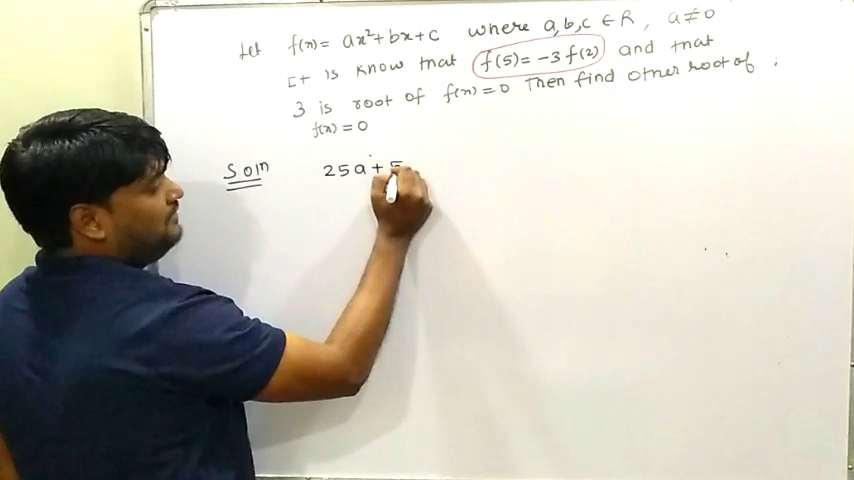 Let f(x) = ax²+bx+c where a,b,c ∈ R, a≠0
It is know that f(5) = -3 f(2) and that
3 is root of f(x) = 0 Then find other root of .
f(x) = 0
Solⁿ 25a + 5